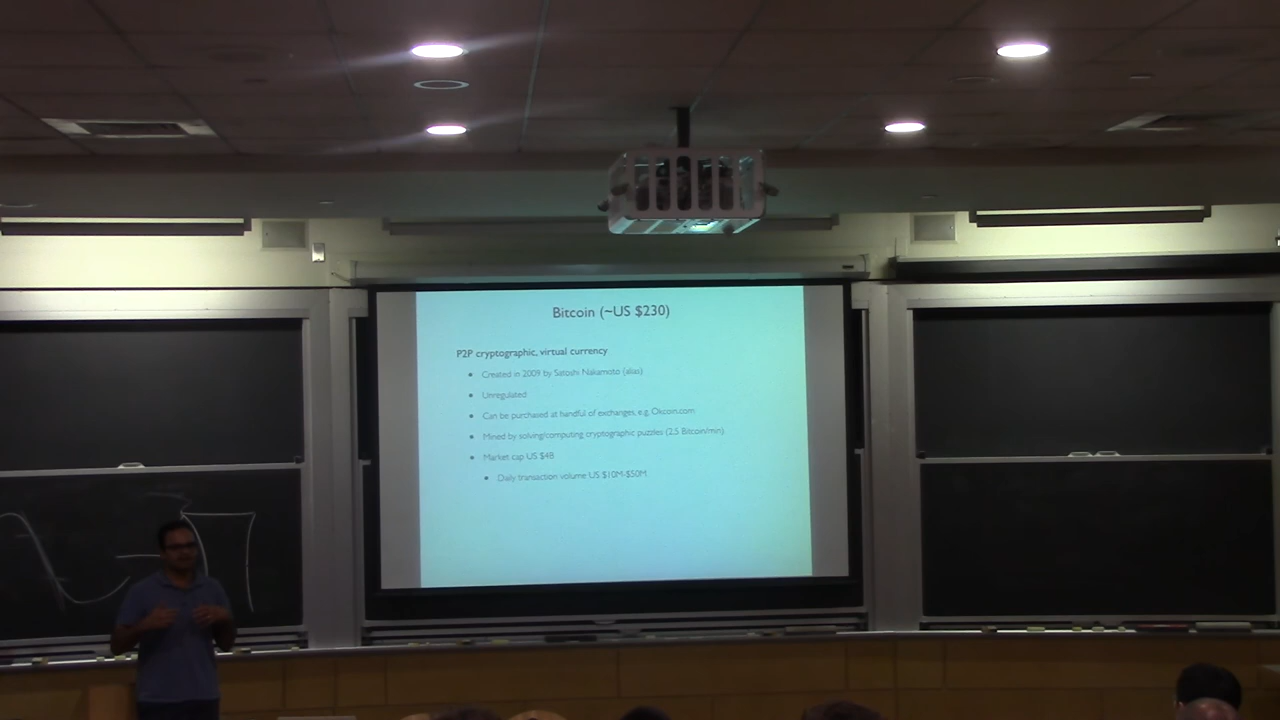 Bitcoin (~US $230)
P2P cryptographic, virtual currency
Created in 2009 by Satoshi Nakamoto (alias)
Unregulated
Can be purchased at handful of exchanges, e.g. Okcoin.com
Mined by solving/computing cryptographic puzzles (2.5 Bitcoin/min)
Market cap US $4B
Daily transaction volume US $10M-$50M